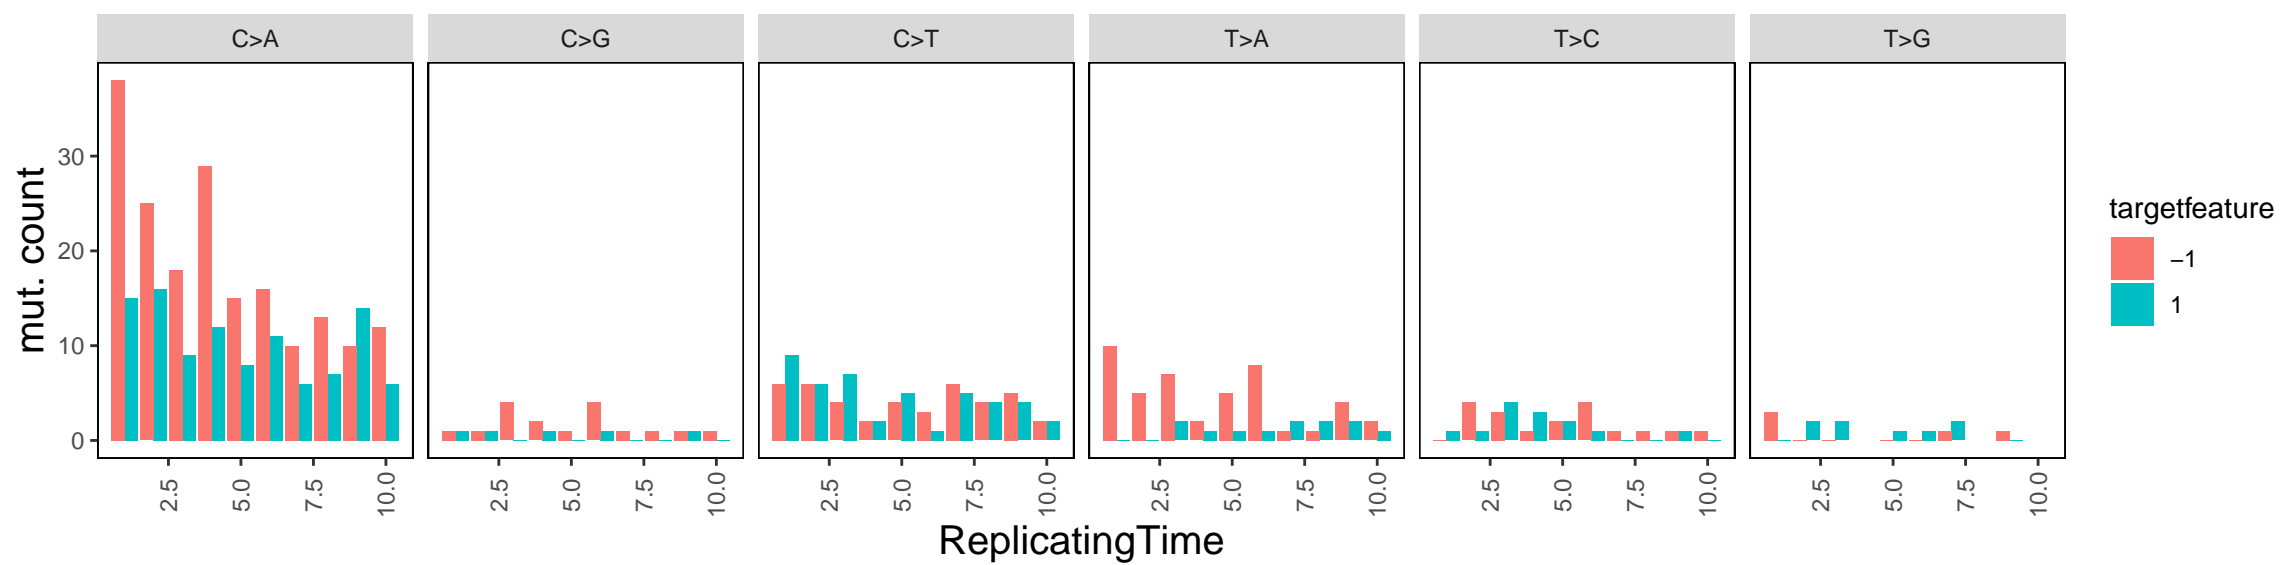 C>A C>G C>T T>A T>C T>G
mut. count
30
20
10
0
2.5 5.0 7.5 10.0 2.5 5.0 7.5 10.0 2.5 5.0 7.5 10.0 2.5 5.0 7.5 10.0 2.5 5.0 7.5 10.0 2.5 5.0 7.5 10.0
ReplicatingTime
targetfeature
−1
1